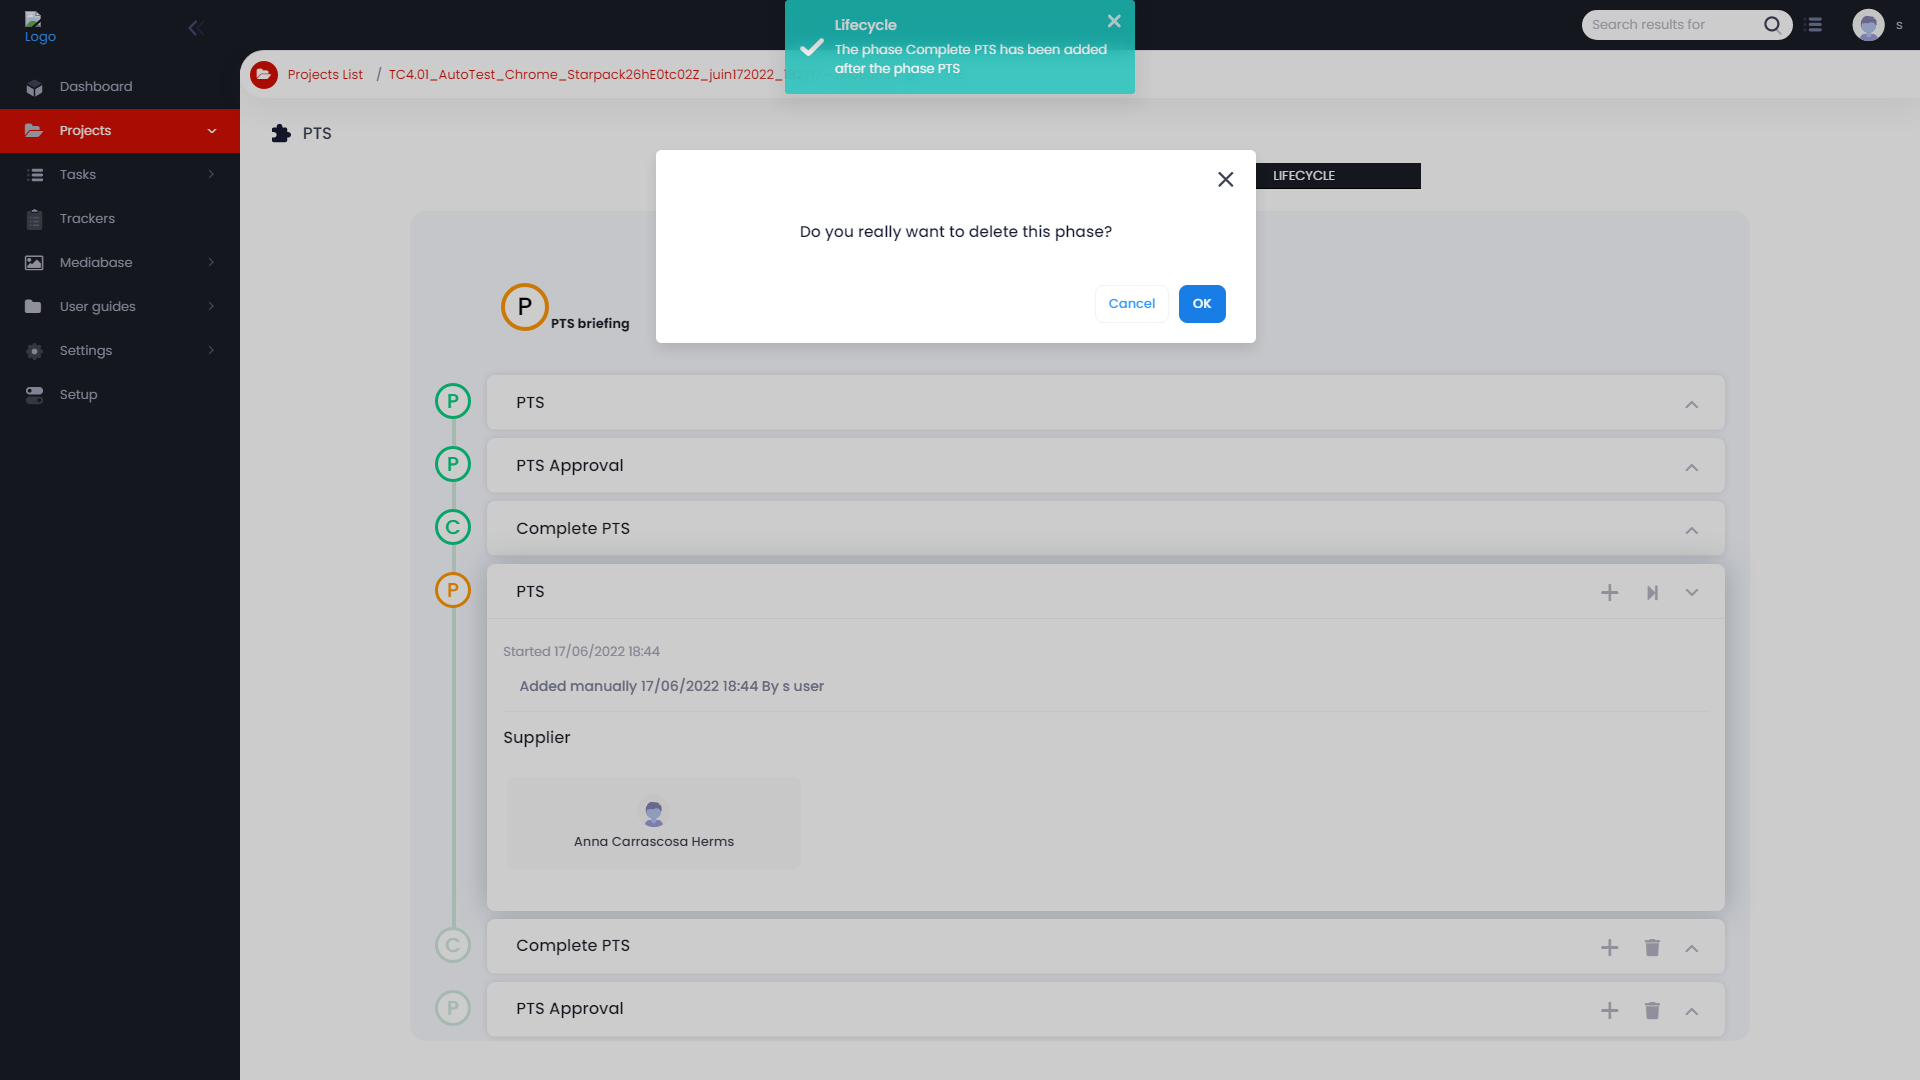 Logo
Dashboard
Projects
Tasks
Trackers
Mediabase
User guides
Settings
Setup
Lifecycle
The phase Complete PTS has been added
after the phase PTS
Search results for
s
Projects List / TC4.01_AutoTest_Chrome_Starpack26hE0tc02Z_juin172022_
PTS
LIFECYCLE
Do you really want to delete this phase?
Cancel
OK
P
PTS briefing
P
PTS
P
PTS Approval
C
Complete PTS
P
PTS
Started 17/06/2022 18:44
Added manually 17/06/2022 18:44 By s user
Supplier
Anna Carrascosa Herms
C
Complete PTS
P
PTS Approval